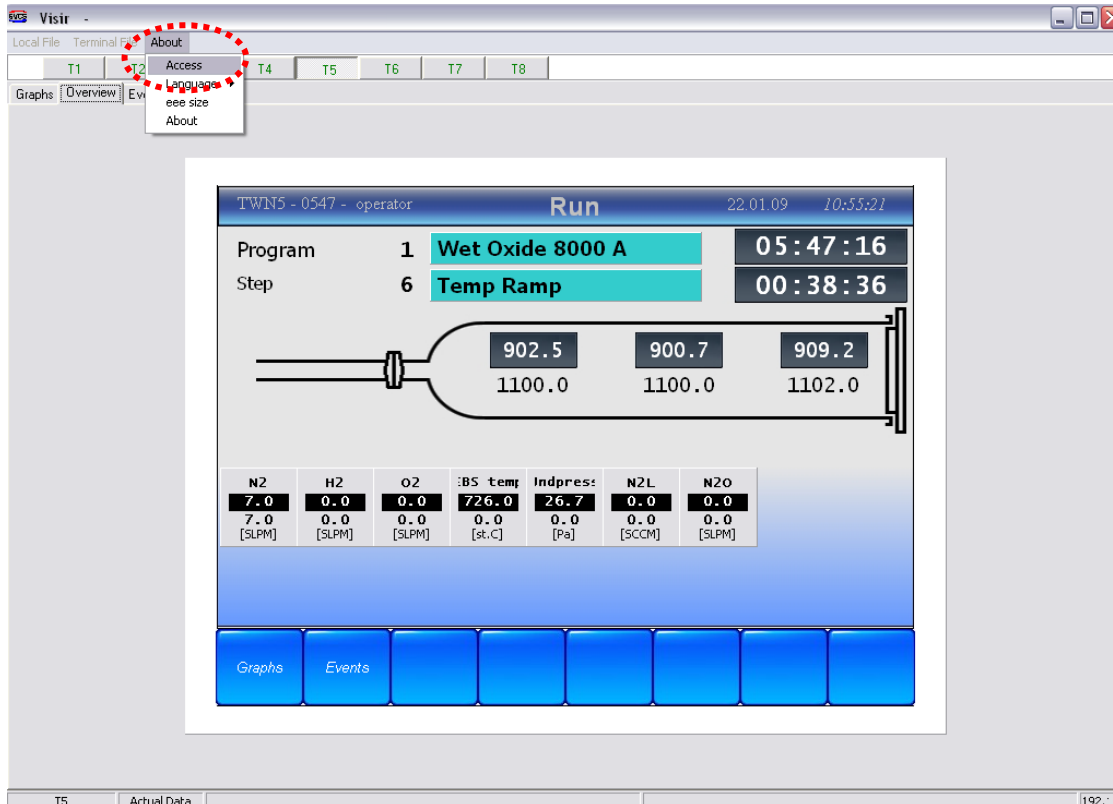 SVCS Visir -
Local File Terminal File About
T1 T2 T4 T5 T6 T7 T8
Access
Graphs Overview
Language
eee size
About
TWN5 - 0547 - operator Run 22.01.09 10:55:21
Program 1 Wet Oxide 8000 A 05:47:16
Step 6 Temp Ramp 00:38:36
902.5 900.7 909.2
1100.0 1100.0 1102.0
N2 H2 O2 temp N2L N2O
7.0 0.0 0.0 726.0 26.7 0.0 0.0
7.0 0.0 0.0 0.0 0.0 0.0 0.0
[SLPM] [SLPM] [SLPM] [st.C] [Pa] [SCCM] [SLPM]
Graphs Events
T5 Actual Data 192.